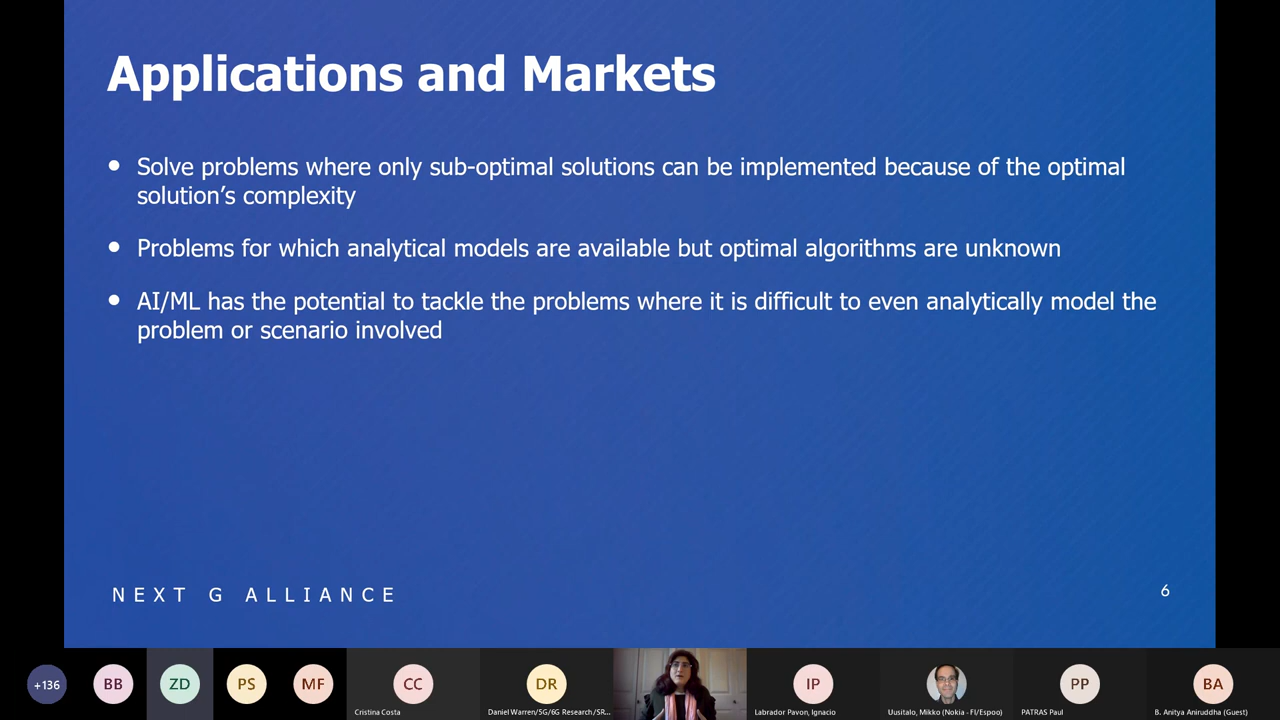 Applications and Markets
• Solve problems where only sub-optimal solutions can be implemented because of the optimal
solution’s complexity
• Problems for which analytical models are available but optimal algorithms are unknown
• AI/ML has the potential to tackle the problems where it is difficult to even analytically model the
problem or scenario involved
NEXT G ALLIANCE
6
+136
BB
ZD
PS
MF
CC
Cristina Costa
DR
Daniel Warren/5G/6G Research/SR...
IP
Labrador Pavon, Ignacio
Uusitalo, Mikko (Nokia - FI/Espoo)
PP
PATRAS Paul
BA
B. Anitya Aniruddha (Guest)